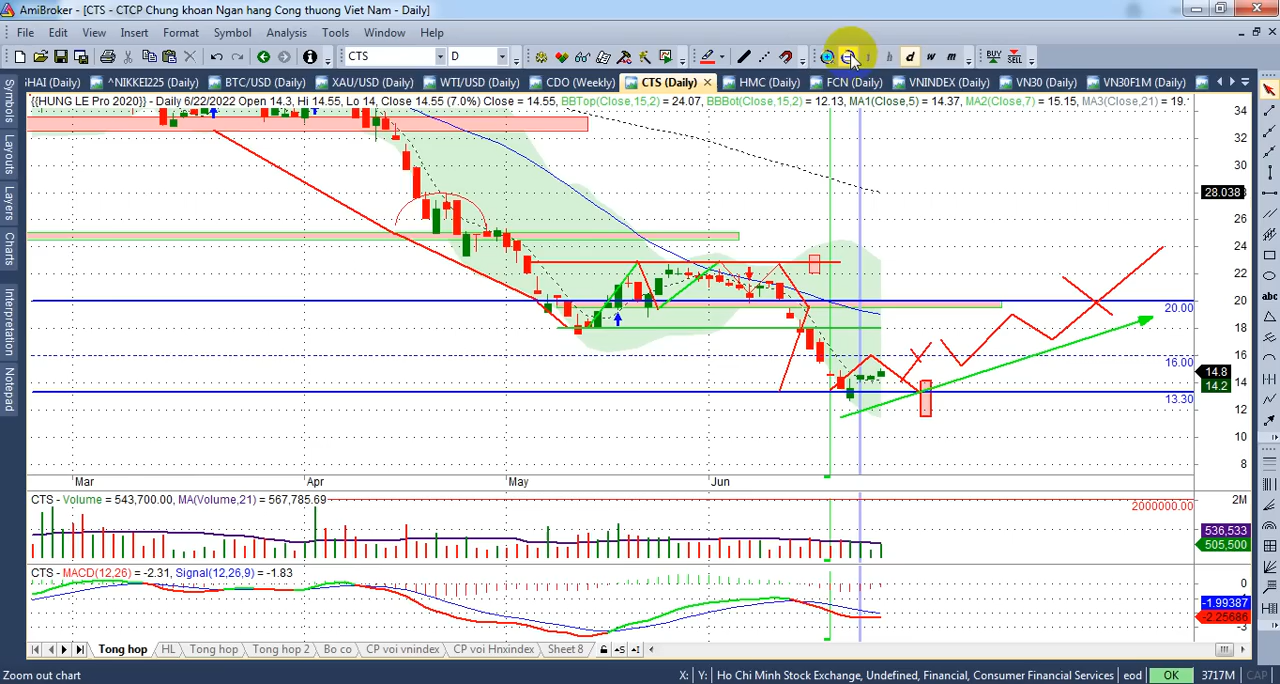 AmiBroker - [CTS - CTCP Chung khoan Ngan hang Cong thuong Viet Nam - Daily]
File Edit View Insert Format Symbol Analysis Tools Window Help
CTS D h d w m BUY SELL
HAI (Daily) ^NIKKEI225 (Daily) BTC/USD (Daily) XAU/USD (Daily) WTI/USD (Daily) CDO (Weekly) CTS (Daily) HMC (Daily) FCN (Daily) VNINDEX (Daily) VN30 (Daily) VN30F1M (Daily)
{{HUNG LE Pro 2020}} - Daily 6/22/2022 Open 14.3, Hi 14.55, Lo 14, Close 14.55 (7.0%) Close = 14.55, BBTop(Close,15,2) = 24.07, BBBot(Close,15,2) = 12.13, MA1(Close,5) = 14.37, MA2(Close,7) = 15.15, MA3(Close,21) = 19.
Symbols
Layouts
Layers
Charts
Interpretation
Notepad
34
32
30
28.038
26
24
22
20
20.00
18
16
16.00
14.8
14
14.2
13.30
12
10
8
abc
Mar Apr May Jun
CTS - Volume = 543,700.00, MA(Volume,21) = 567,785.69
2M
2000000.00
536,533
505,500
CTS - MACD(12,26) = -2.31, Signal(12,26,9) = -1.83
0
-1.99387
-2.25686
-3
Tong hop HL Tong hop Tong hop 2 Bo co CP voi vnindex CP voi Hnxindex Sheet 8
Zoom out chart X: Y: Ho Chi Minh Stock Exchange, Undefined, Financial, Consumer Financial Services eod OK 3717M CAP